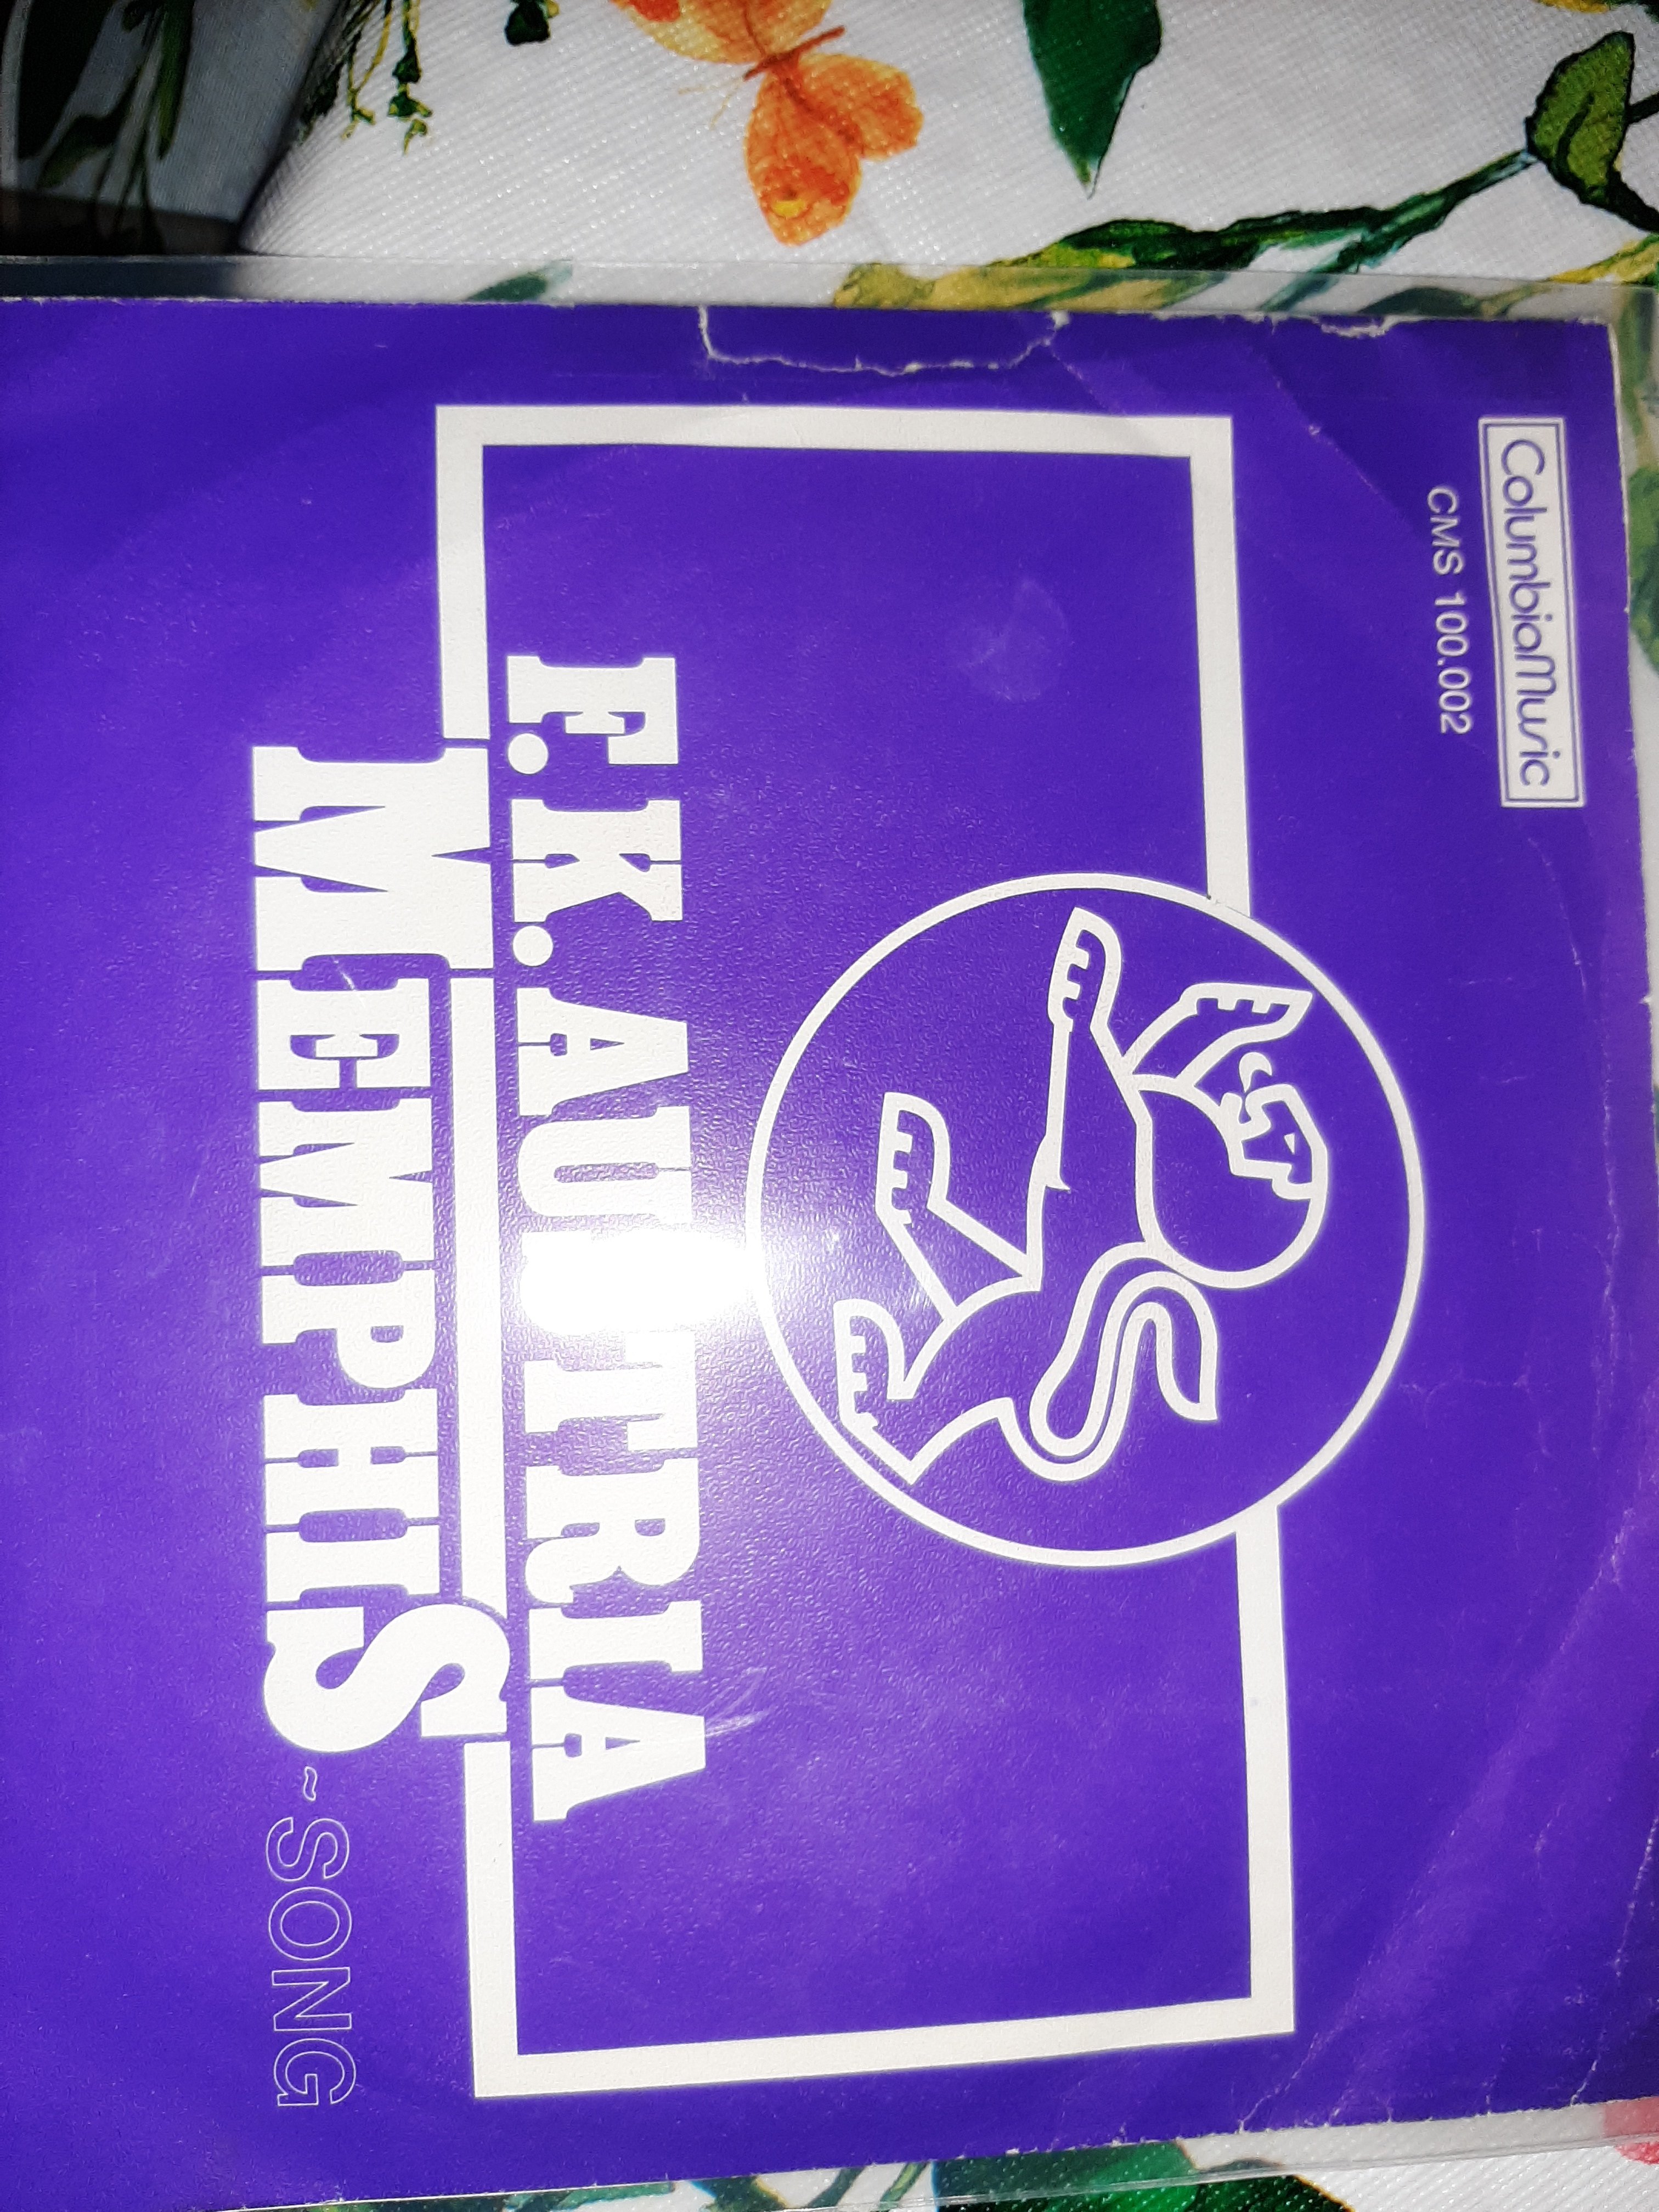 ColumbiaMusic
CMS 100.002
F.K.AUSTRIA
MEMPHIS ~SONG